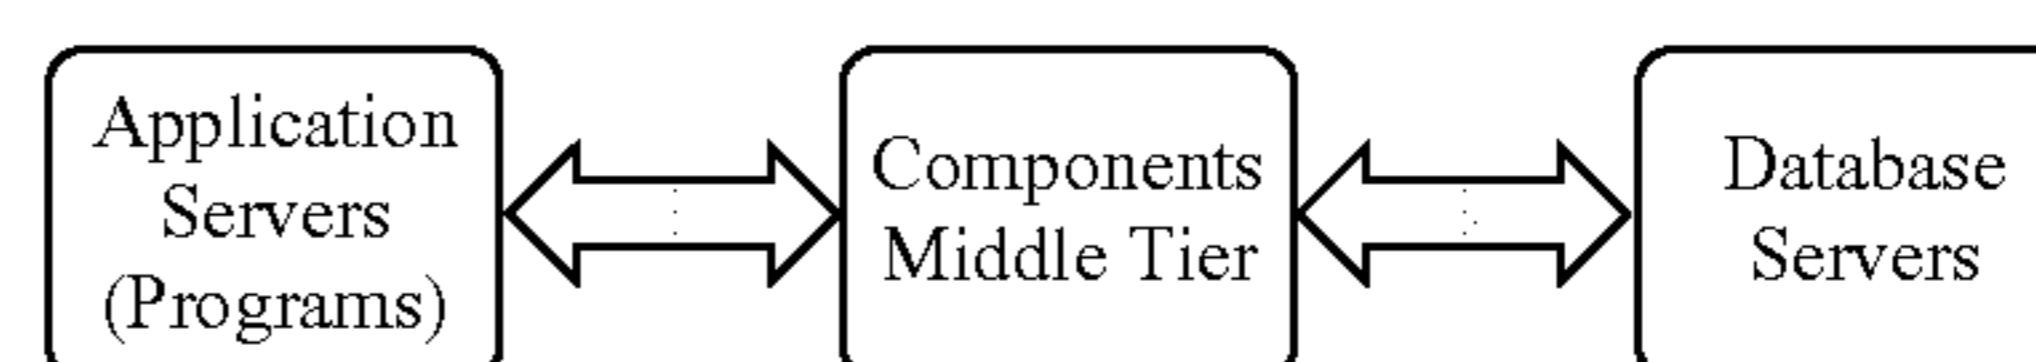 Application
Servers
(Programs)
Components
Middle Tier
Database
Servers